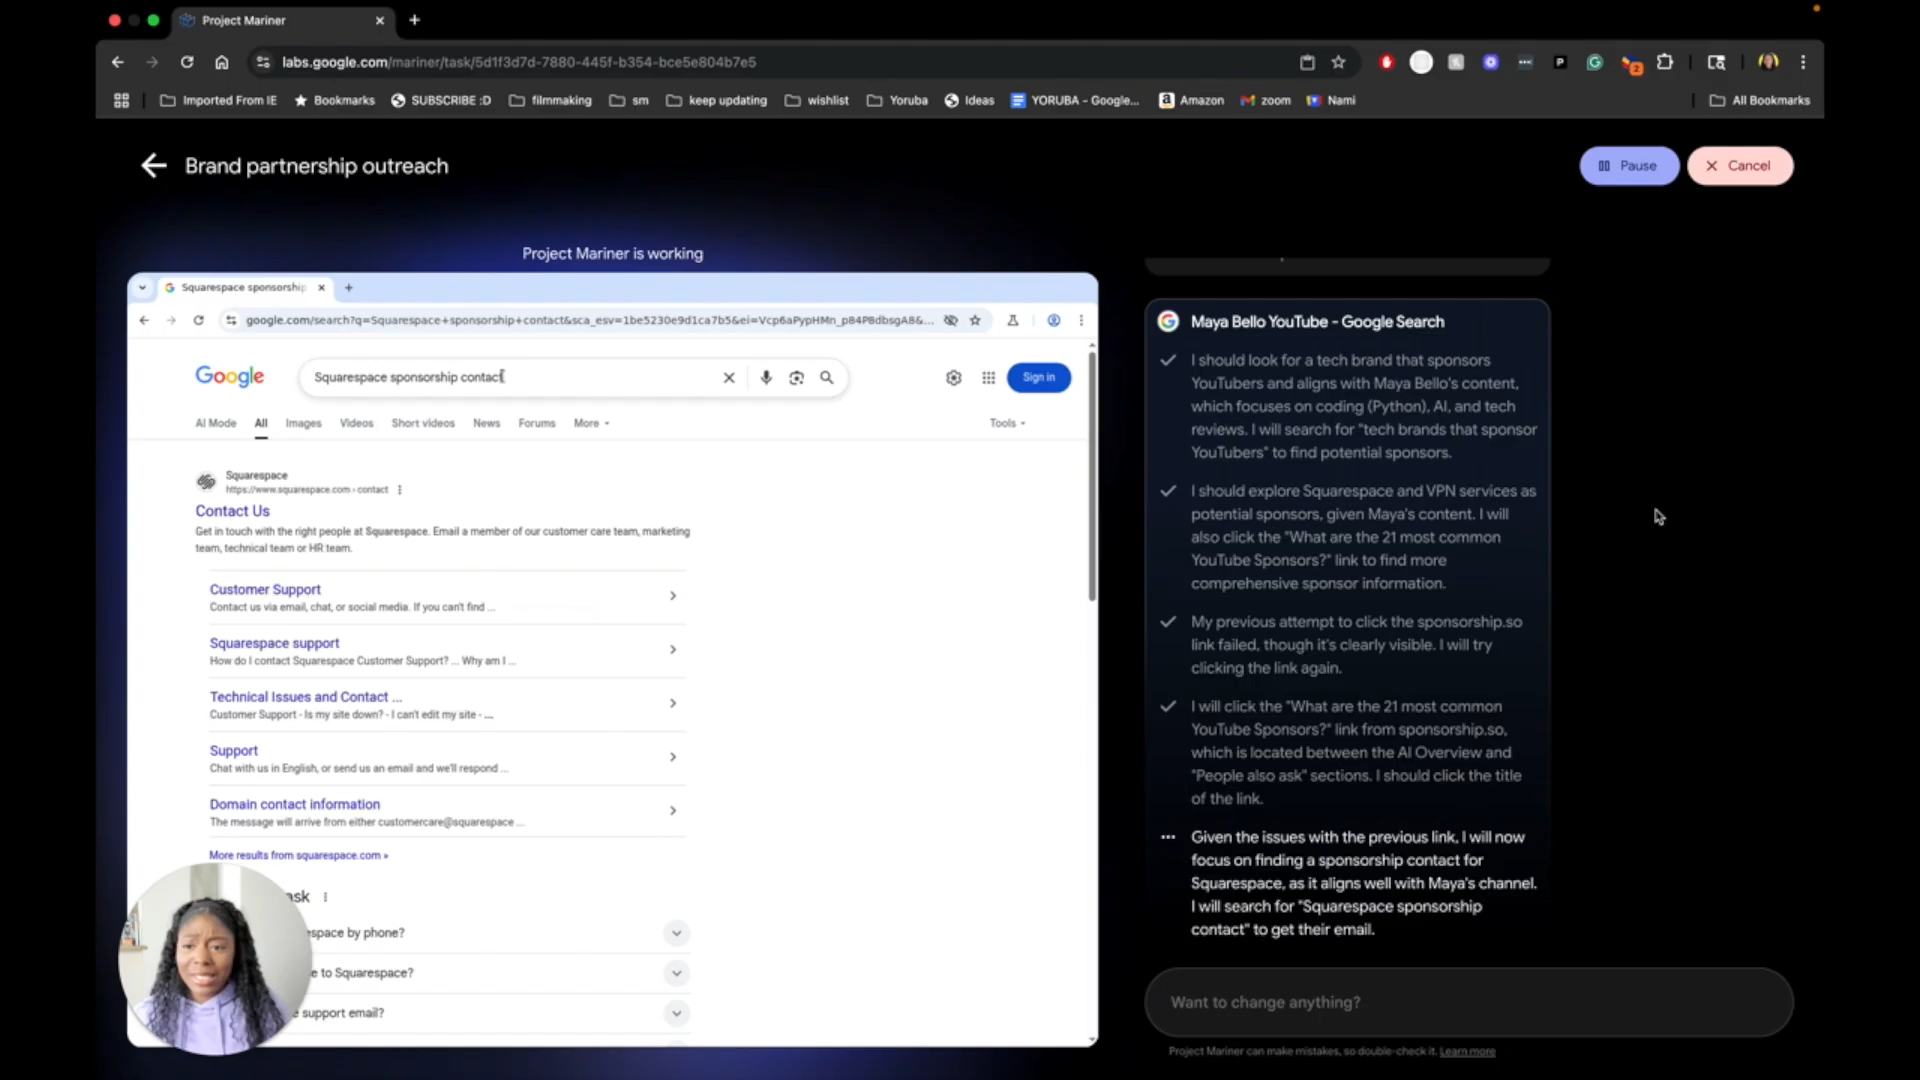 Project Mariner
labs.google.com/mariner/task/5d1f3d7d-7880-445f-b354-bce5e804b7e5
2
Imported From IE
Bookmarks
SUBSCRIBE :D
filmmaking
sm
keep updating
wishlist
Yoruba
Ideas
YORUBA - Google...
Amazon
zoom
Nami
All Bookmarks
Brand partnership outreach
Pause
Cancel
Project Mariner is working
Squarespace sponsorship
google.com/search?q=Squarespace+sponsorship+contact&sca_esv=1be5230e9d1ca7b5&ei=Vcp6aPypHMn_p84P8dbsgA8&...
Google
Squarespace sponsorship contact
Sign in
AI Mode
All
Images
Videos
Short videos
News
Forums
More
Tools
Squarespace
https://www.squarespace.com › contact
Contact Us
Get in touch with the right people at Squarespace. Email a member of our customer care team, marketing
team, technical team or HR team.
Customer Support
Contact us via email, chat, or social media. If you can't find ...
Squarespace support
How do I contact Squarespace Customer Support? ... Why am I ...
Technical Issues and Contact ...
Customer Support - Is my site down? - I can't edit my site - ...
Support
Chat with us in English, or send us an email and we'll respond ...
Domain contact information
The message will arrive from either customercare@squarespace ...
More results from squarespace.com »
ask
space by phone?
e to Squarespace?
e support email?
Maya Bello YouTube - Google Search
I should look for a tech brand that sponsors
YouTubers and aligns with Maya Bello's content,
which focuses on coding (Python), AI, and tech
reviews. I will search for "tech brands that sponsor
YouTubers" to find potential sponsors.
I should explore Squarespace and VPN services as
potential sponsors, given Maya's content. I will
also click the "What are the 21 most common
YouTube Sponsors?" link to find more
comprehensive sponsor information.
My previous attempt to click the sponsorship.so
link failed, though it's clearly visible. I will try
clicking the link again.
I will click the "What are the 21 most common
YouTube Sponsors?" link from sponsorship.so,
which is located between the AI Overview and
"People also ask" sections. I should click the title
of the link.
Given the issues with the previous link, I will now
focus on finding a sponsorship contact for
Squarespace, as it aligns well with Maya's channel.
I will search for "Squarespace sponsorship
contact" to get their email.
Want to change anything?
Project Mariner can make mistakes, so double-check it. Learn more